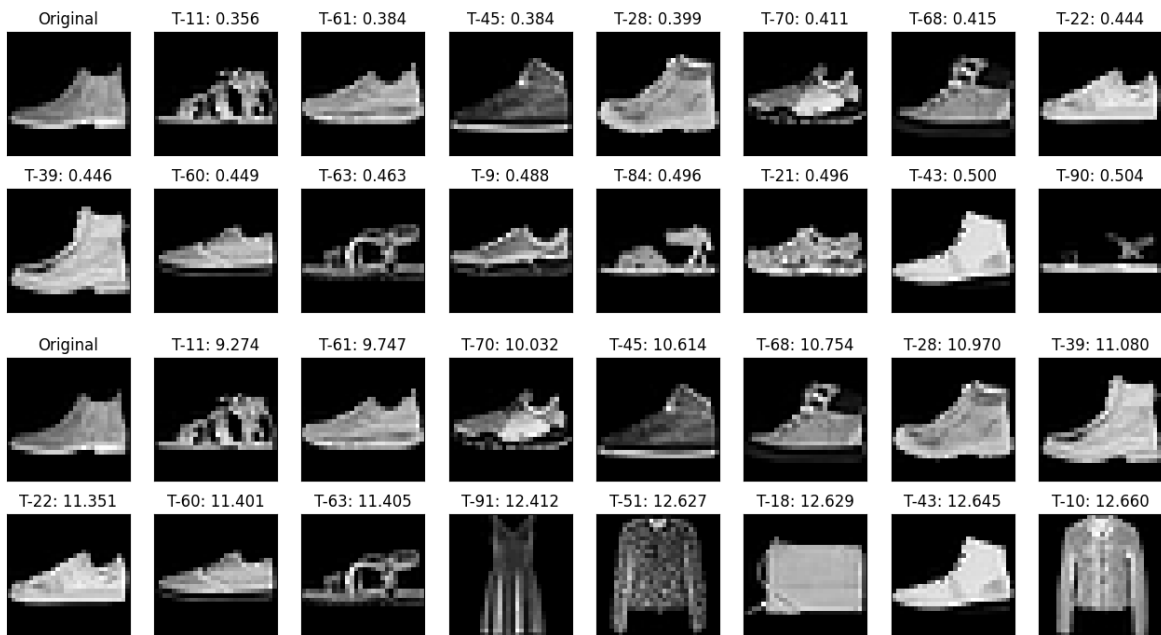 Original T-11: 0.356 T-61: 0.384 T-45: 0.384 T-28: 0.399 T-70: 0.411 T-68: 0.415 T-22: 0.444
T-39: 0.446 T-60: 0.449 T-63: 0.463 T-9: 0.488 T-84: 0.496 T-21: 0.496 T-43: 0.500 T-90: 0.504
Original T-11: 9.274 T-61: 9.747 T-70: 10.032 T-45: 10.614 T-68: 10.754 T-28: 10.970 T-39: 11.080
T-22: 11.351 T-60: 11.401 T-63: 11.405 T-91: 12.412 T-51: 12.627 T-18: 12.629 T-43: 12.645 T-10: 12.660